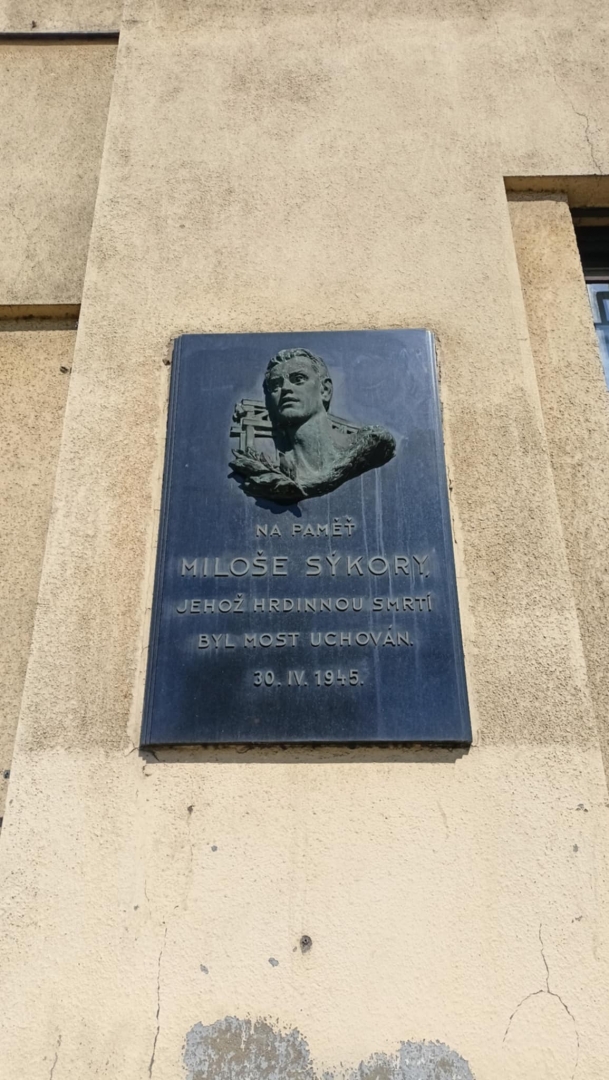 NA PAMĚŤ
MILOŠE SÝKORY,
JEHOŽ HRDINNOU SMRTÍ
BYL MOST UCHOVÁN.
30. IV. 1945.